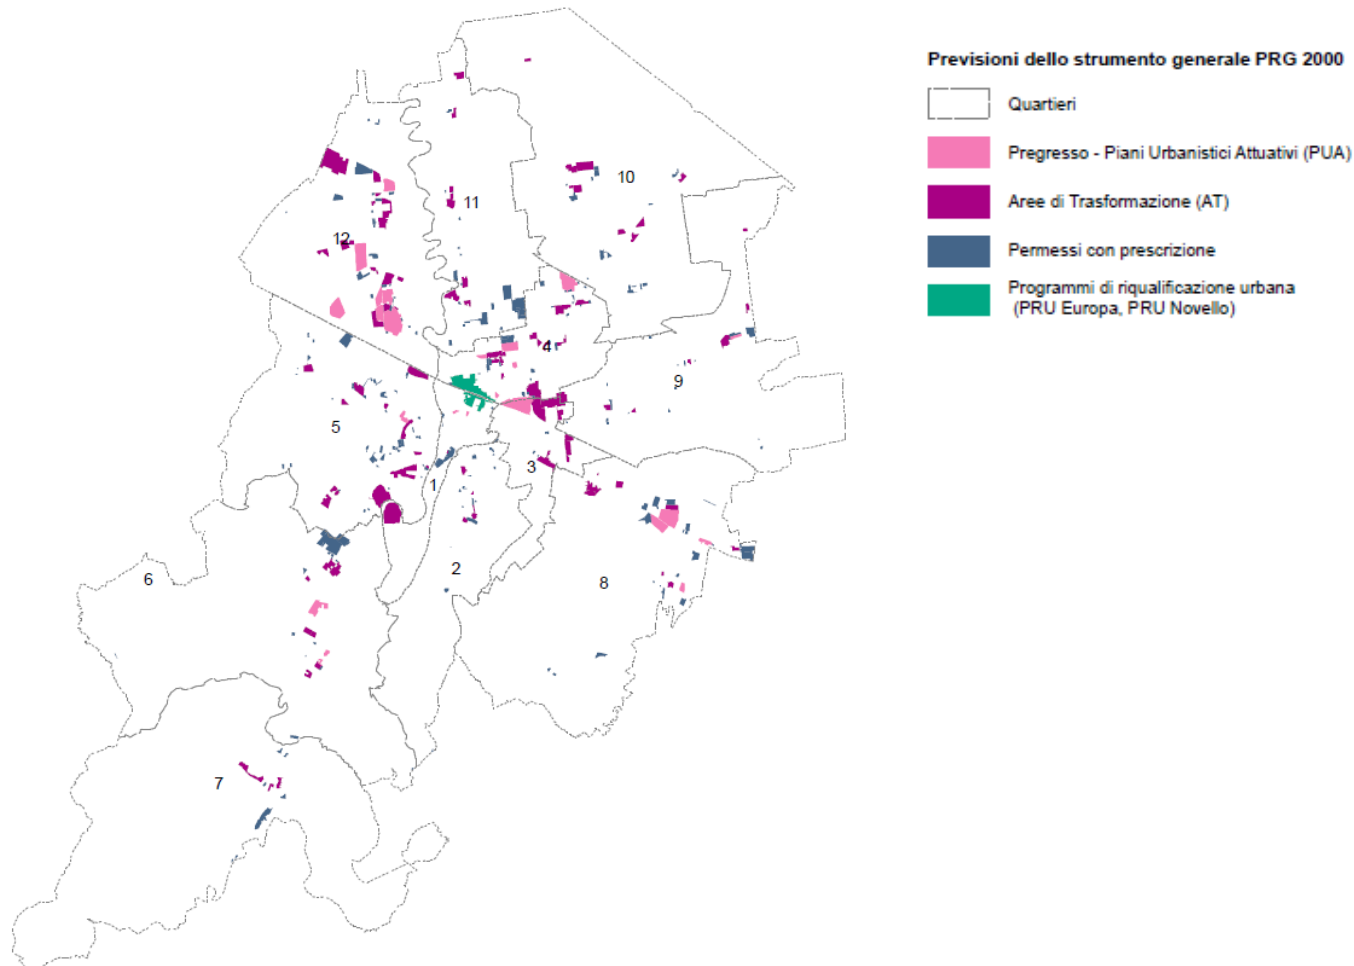 Previsioni dello strumento generale PRG 2000
Quartieri
Pregresso - Piani Urbanistici Attuativi (PUA)
Aree di Trasformazione (AT)
Permessi con prescrizione
Programmi di riqualificazione urbana
(PRU Europa, PRU Novello)
10
11
12
4
9
5
3
1
2
6
8
7